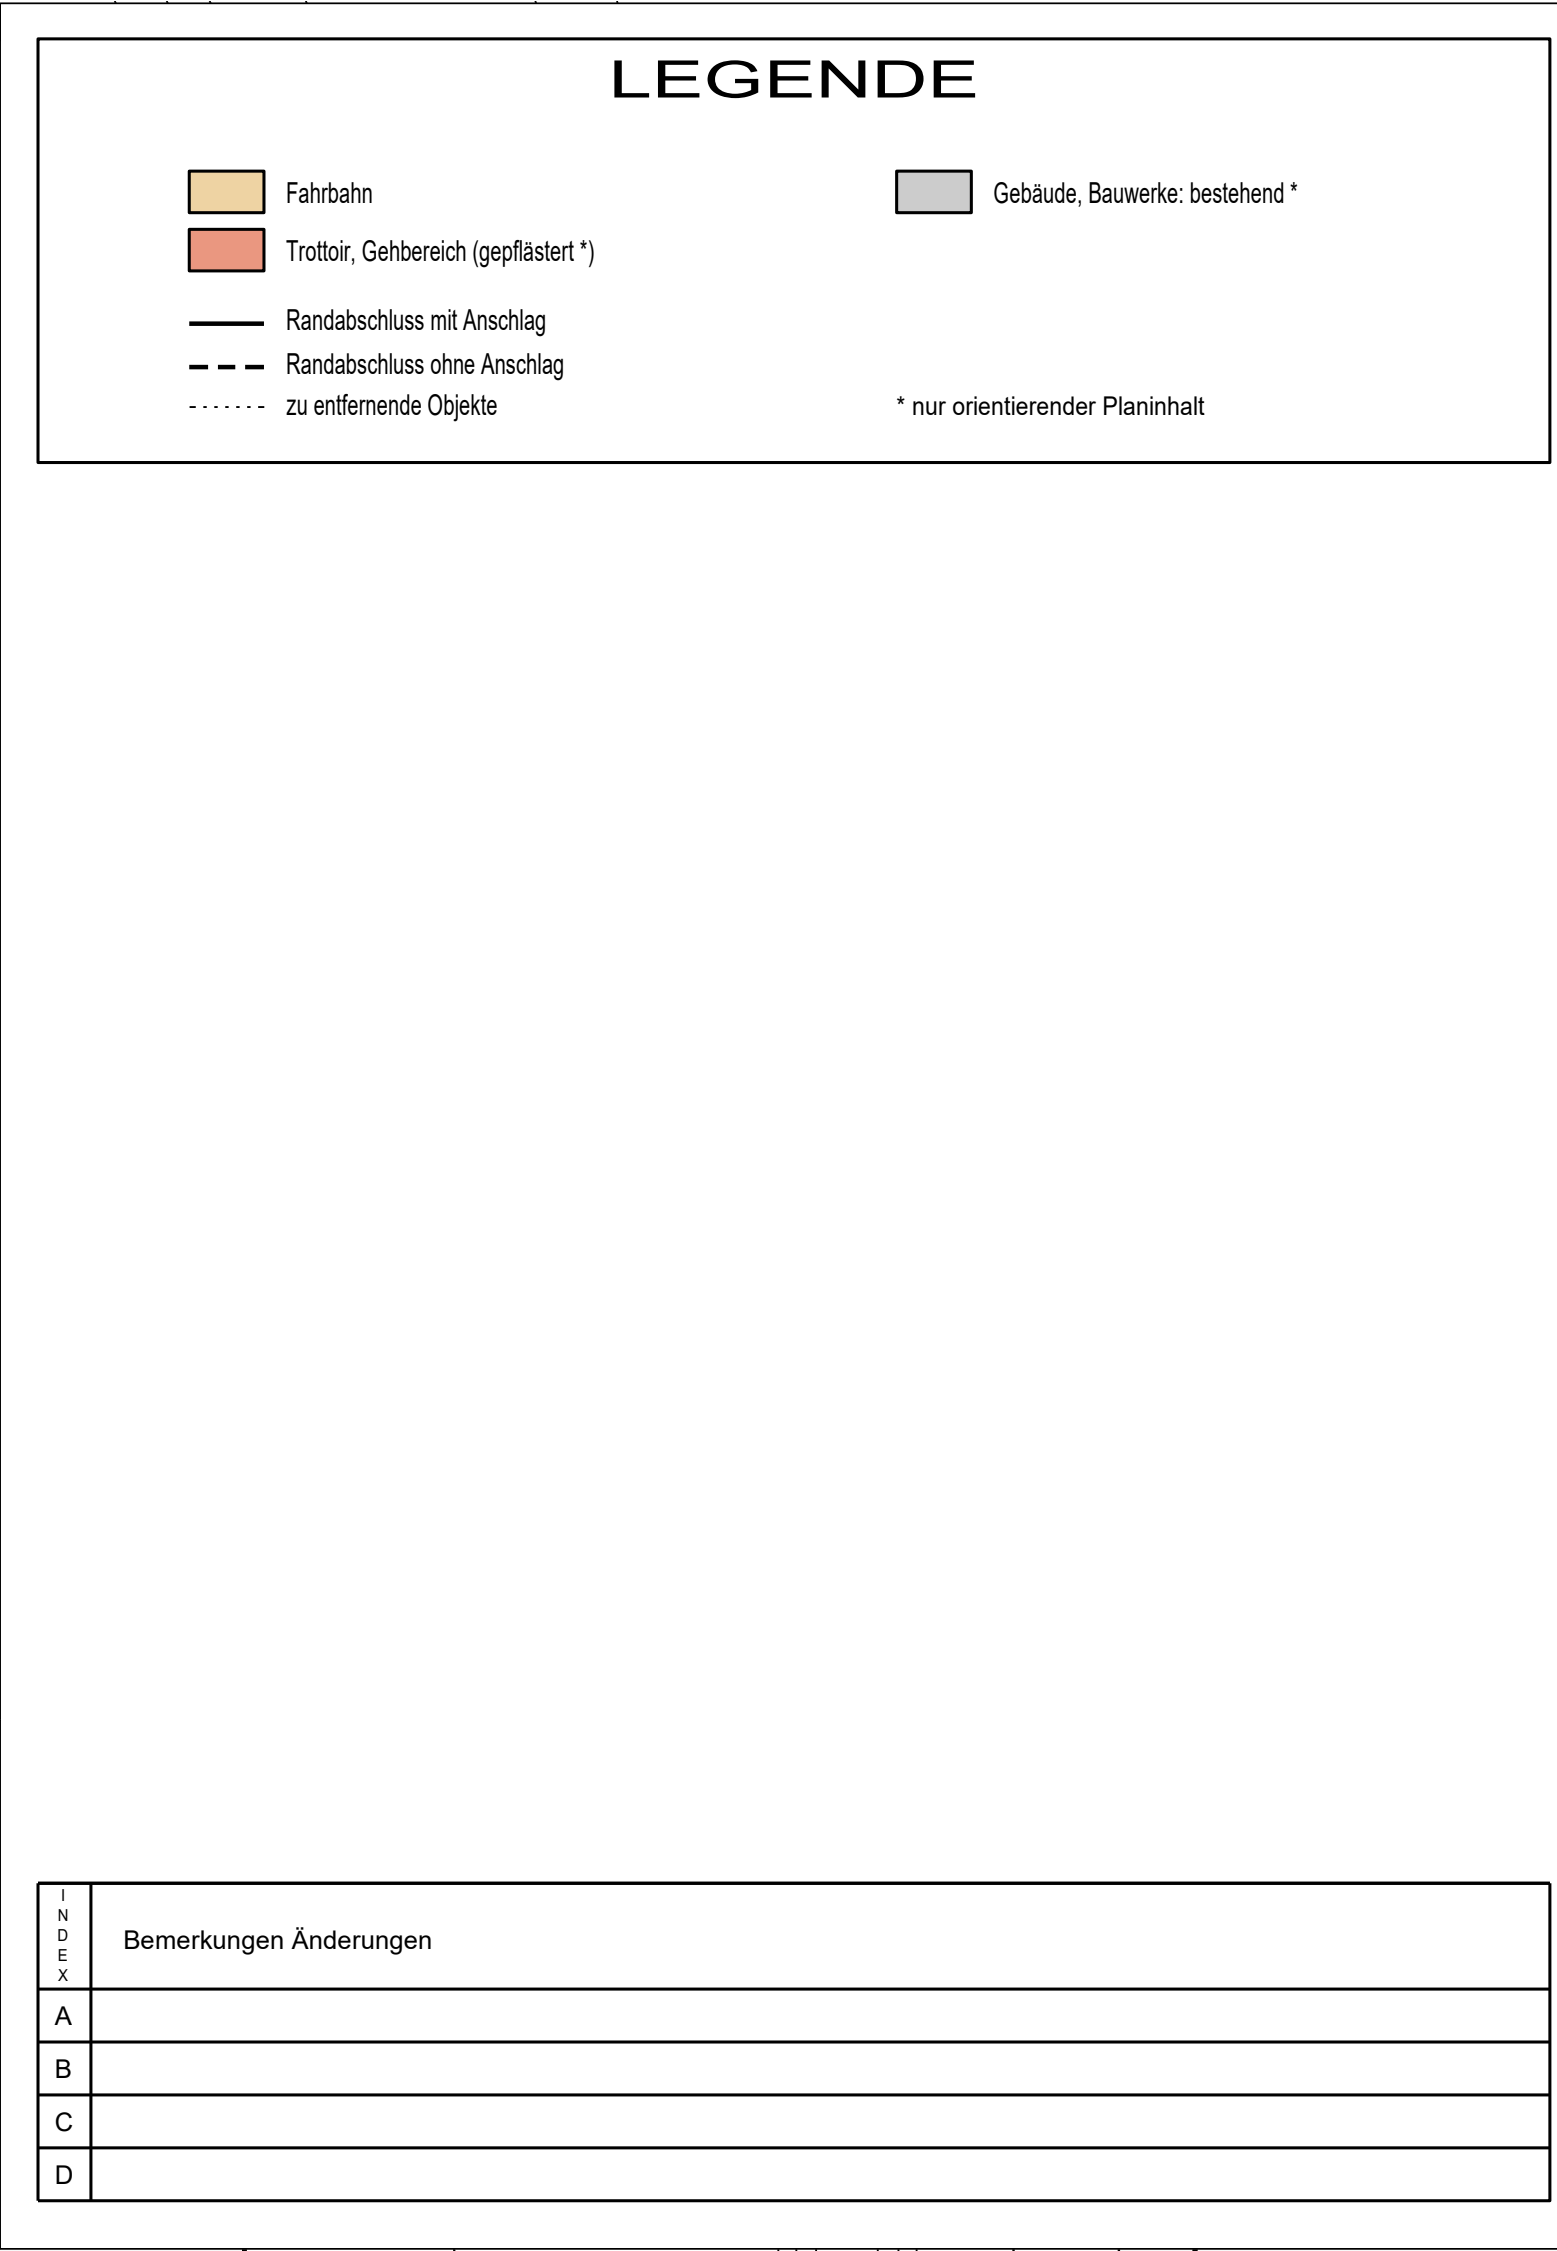 LEGENDE
Fahrbahn
Trottoir, Gehbereich (gepflästert *)
Randabschluss mit Anschlag
Randabschluss ohne Anschlag
zu entfernende Objekte
Gebäude, Bauwerke: bestehend *
* nur orientierender Planinhalt
INDEX
Bemerkungen Änderungen
A
B
C
D